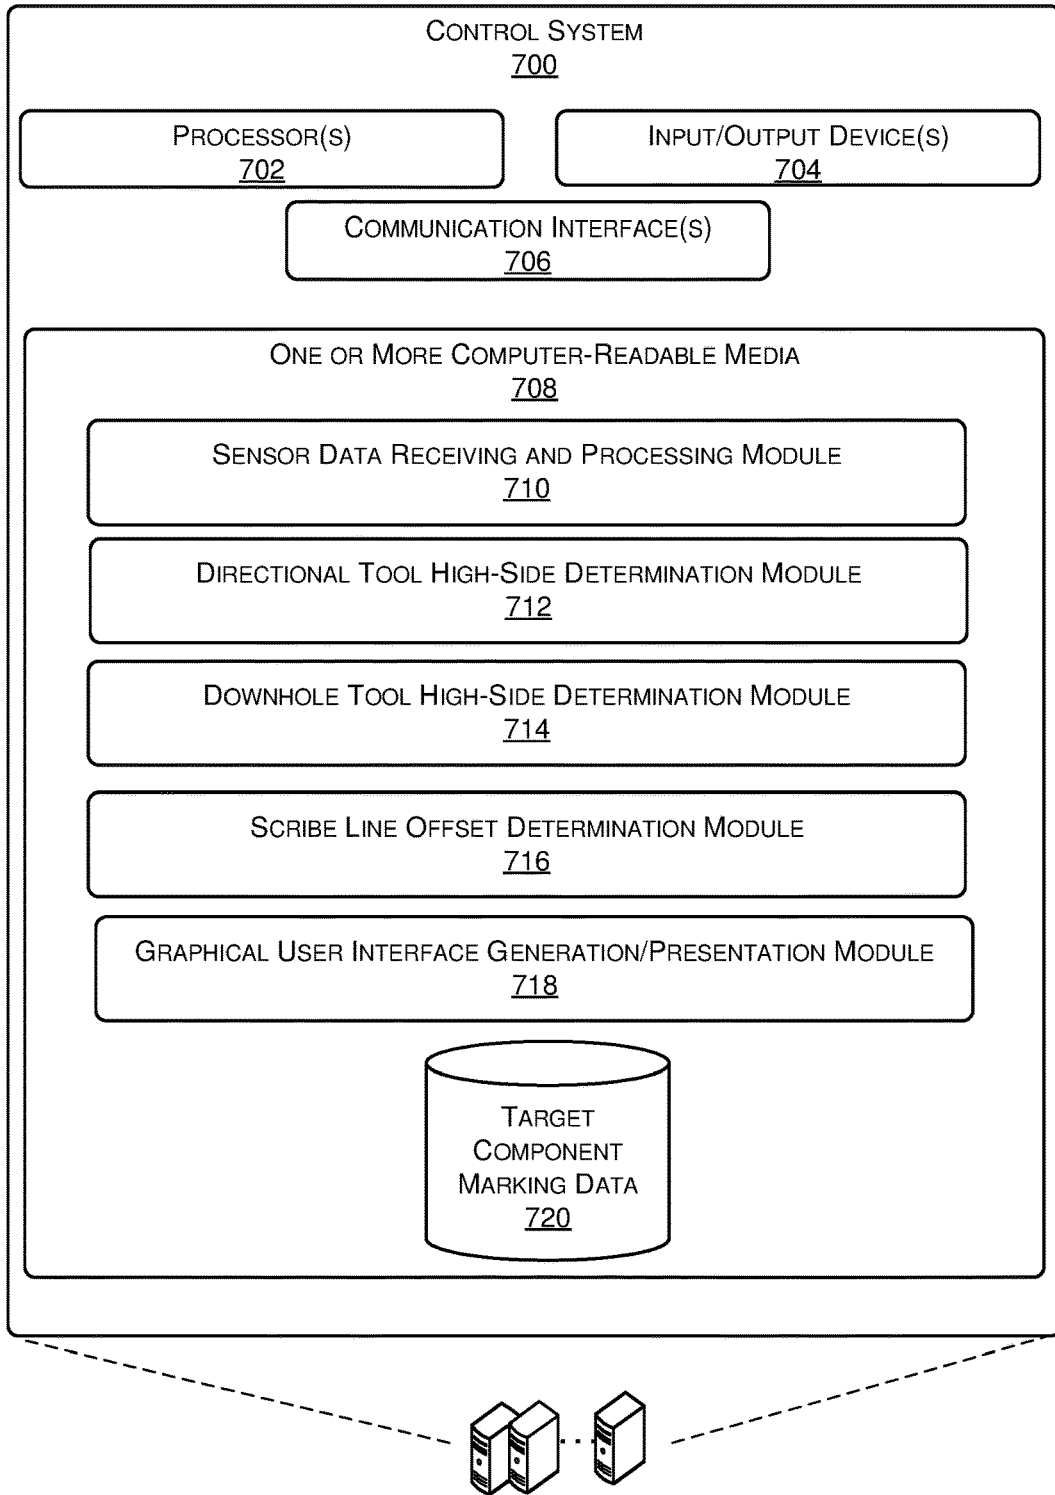 CONTROL SYSTEM
700
PROCESSOR(S)
702
INPUT/OUTPUT DEVICE(S)
704
COMMUNICATION INTERFACE(S)
706
ONE OR MORE COMPUTER-READABLE MEDIA
708
SENSOR DATA RECEIVING AND PROCESSING MODULE
710
DIRECTIONAL TOOL HIGH-SIDE DETERMINATION MODULE
712
DOWNHOLE TOOL HIGH-SIDE DETERMINATION MODULE
714
SCRIBE LINE OFFSET DETERMINATION MODULE
716
GRAPHICAL USER INTERFACE GENERATION/PRESENTATION MODULE
718
TARGET
COMPONENT
MARKING DATA
720